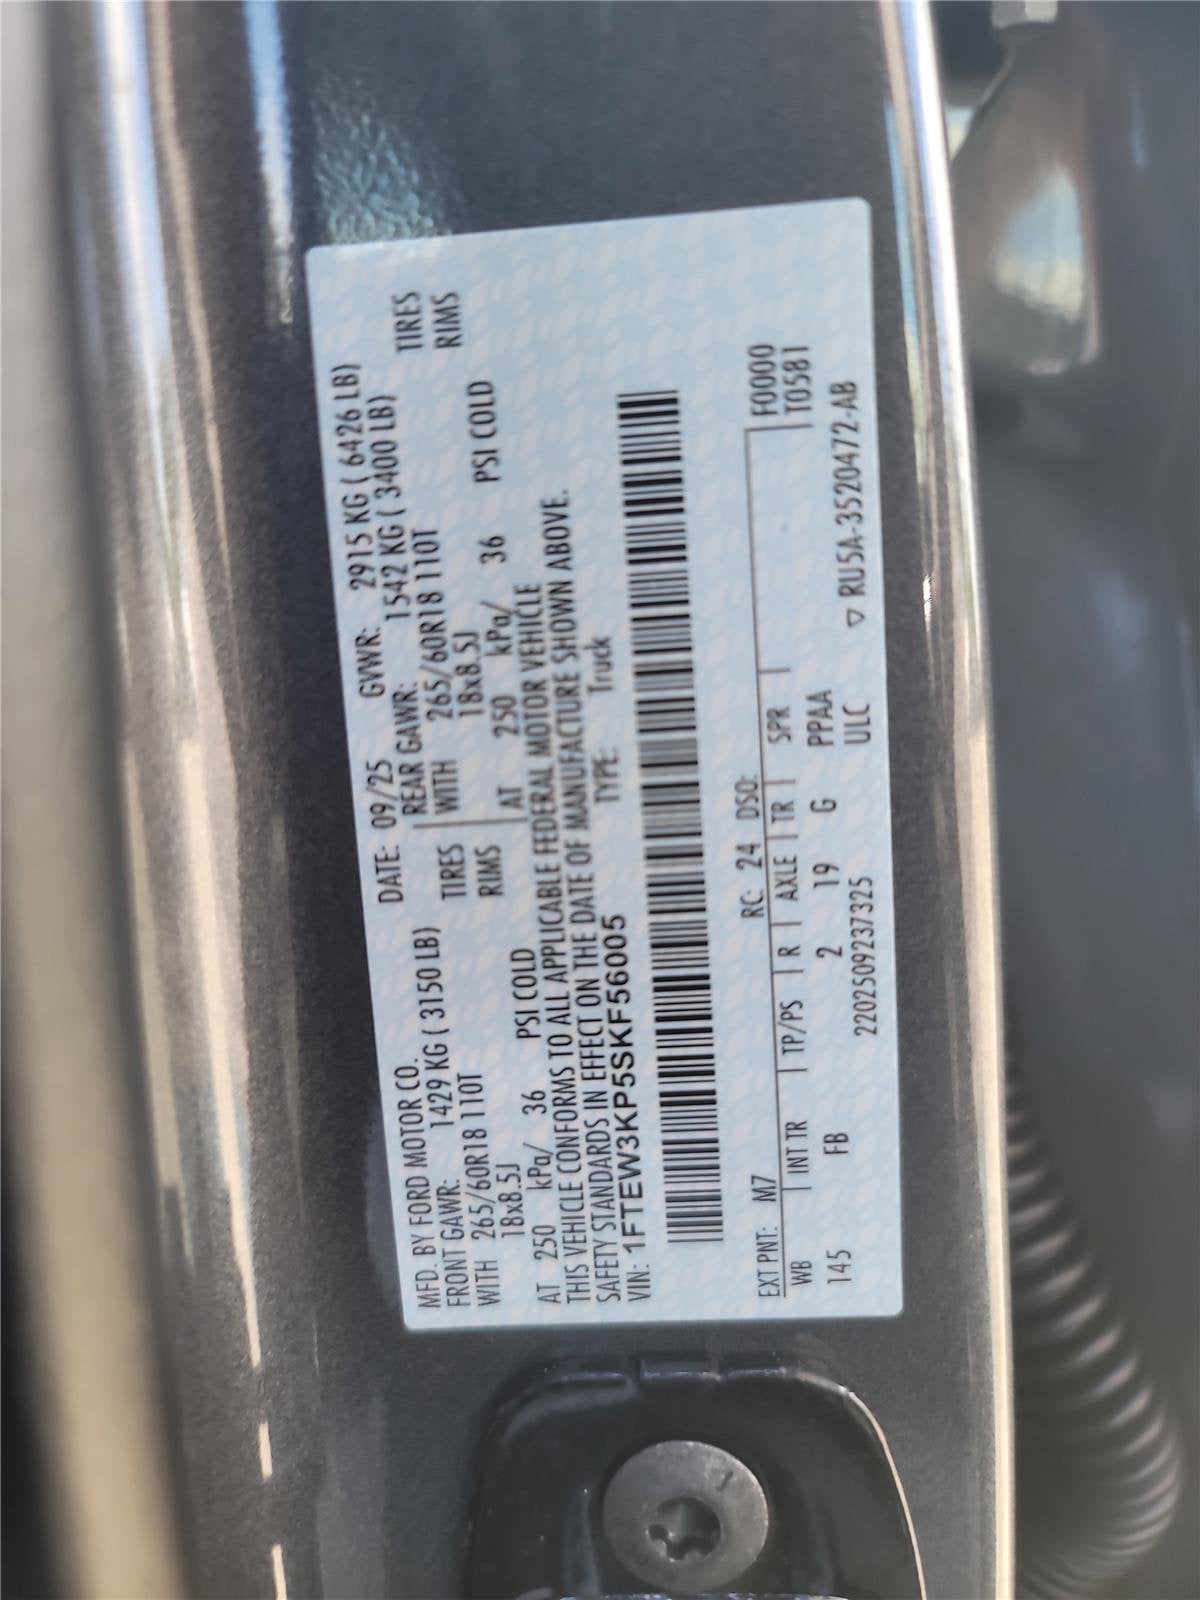 MFD. BY FORD MOTOR CO. DATE: 09/25 GVWR: 2915 KG ( 6426 LB)
FRONT GAWR: 1429 KG ( 3150 LB) REAR GAWR: 1542 KG ( 3400 LB)
WITH 265/60R18 110T TIRES WITH 265/60R18 110T TIRES
18x8.5J RIMS 18x8.5J RIMS
AT 250 kPa/ 36 PSI COLD AT 250 kPa/ 36 PSI COLD
THIS VEHICLE CONFORMS TO ALL APPLICABLE FEDERAL MOTOR VEHICLE
SAFETY STANDARDS IN EFFECT ON THE DATE OF MANUFACTURE SHOWN ABOVE.
VIN: 1FTEW3KP5SKF56005 TYPE: Truck
EXT PNT: M7 RC: 24 DSO: F0000
WB INT TR TP/PS R AXLE TR SPR T0581
145 FB 2 19 G PPAA
220250923​7325 ULC ▽ RU5A-3520472-AB